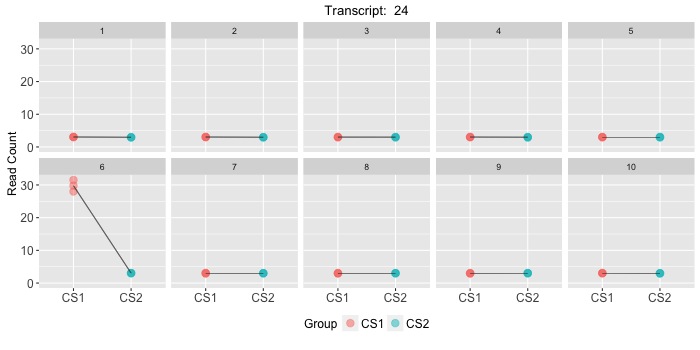 Transcript: 24
1 2 3 4 5
30
20
10
0
Read Count
6 7 8 9 10
30
20
10
0
CS1 CS2 CS1 CS2 CS1 CS2 CS1 CS2 CS1 CS2
Group CS1 CS2